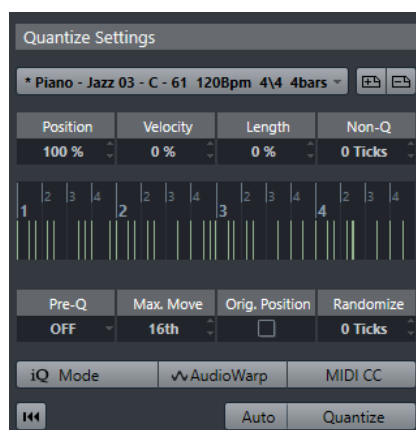 Quantize Settings
* Piano - Jazz 03 - C - 61 120Bpm 4\4 4bars
Position Velocity Length Non-Q
100 % 0 % 0 % 0 Ticks
1 2 3 4 2 2 3 4 3 2 3 4 4 2 3 4
Pre-Q Max. Move Orig. Position Randomize
OFF 16th 0 Ticks
iQ Mode AudioWarp MIDI CC
Auto Quantize